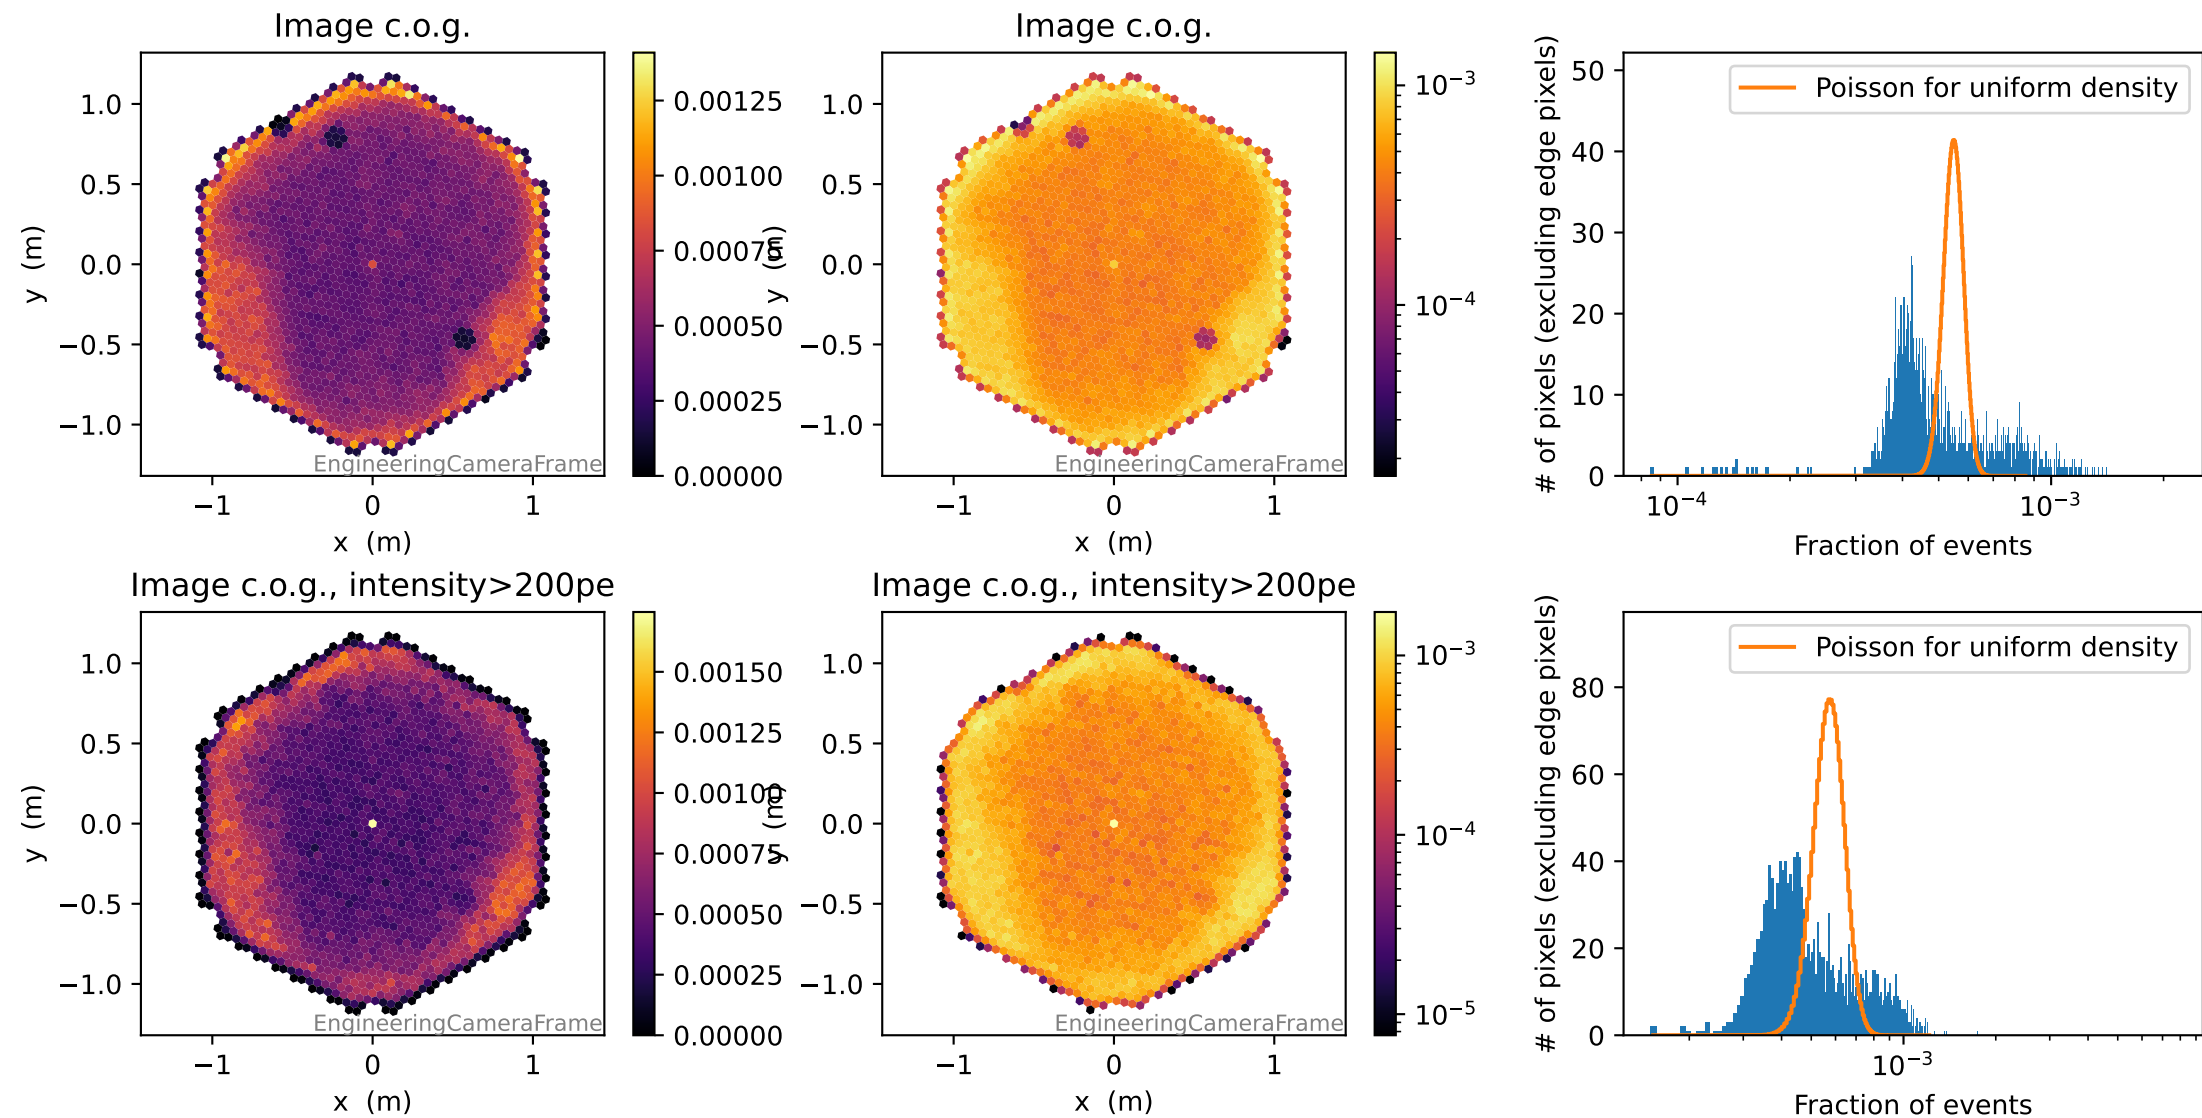 Image c.o.g.
1.0
0.5
0.0
−0.5
−1.0
y (m)
−1 0 1
x (m)
EngineeringCameraFrame
0.00125
0.00100
0.00075
0.00050
0.00025
0.00000
Image c.o.g.
1.0
0.5
0.0
−0.5
−1.0
y (m)
−1 0 1
x (m)
EngineeringCameraFrame
10−3
10−4
50
40
30
20
10
0
# of pixels (excluding edge pixels)
Poisson for uniform density
10−4 10−3
Fraction of events
Image c.o.g., intensity>200pe
1.0
0.5
0.0
−0.5
−1.0
y (m)
−1 0 1
x (m)
EngineeringCameraFrame
0.00150
0.00125
0.00100
0.00075
0.00050
0.00025
0.00000
Image c.o.g., intensity>200pe
1.0
0.5
0.0
−0.5
−1.0
y (m)
−1 0 1
x (m)
EngineeringCameraFrame
10−3
10−4
10−5
80
60
40
20
0
# of pixels (excluding edge pixels)
Poisson for uniform density
10−3
Fraction of events